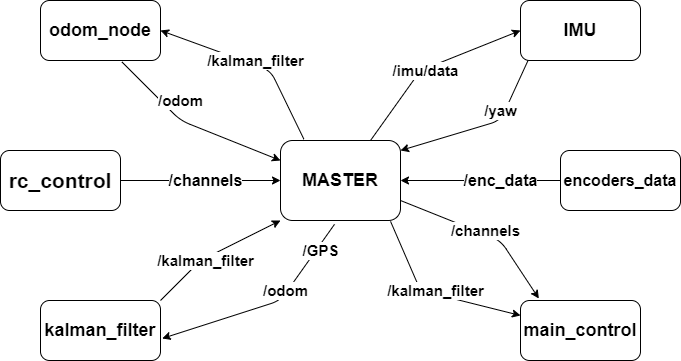 odom_node
IMU
/kalman_filter
/imu/data
/odom
/yaw
rc_control
/channels
MASTER
/enc_data
encoders_data
/channels
/kalman_filter
/GPS
/odom
/kalman_filter
kalman_filter
main_control